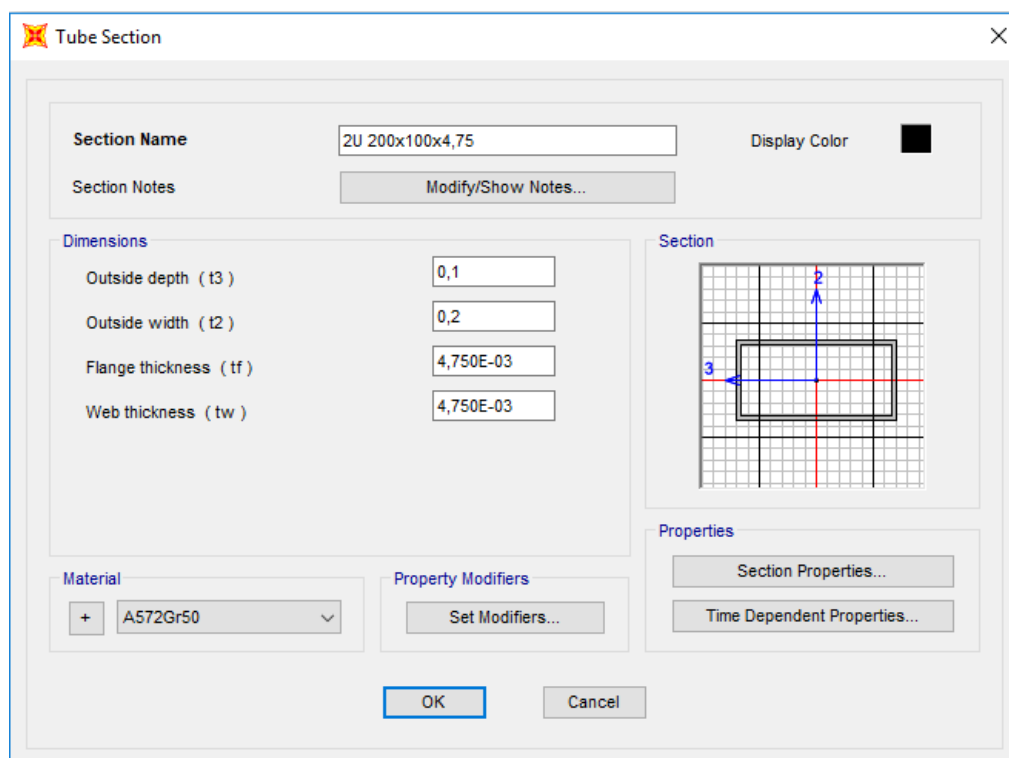 Tube Section
Section Name 2U 200x100x4,75 Display Color
Section Notes Modify/Show Notes...
Dimensions
Outside depth ( t3 ) 0,1
Outside width ( t2 ) 0,2
Flange thickness ( tf ) 4,750E-03
Web thickness ( tw ) 4,750E-03
Section
2
3
Material
+ A572Gr50
Property Modifiers
Set Modifiers...
Properties
Section Properties...
Time Dependent Properties...
OK Cancel